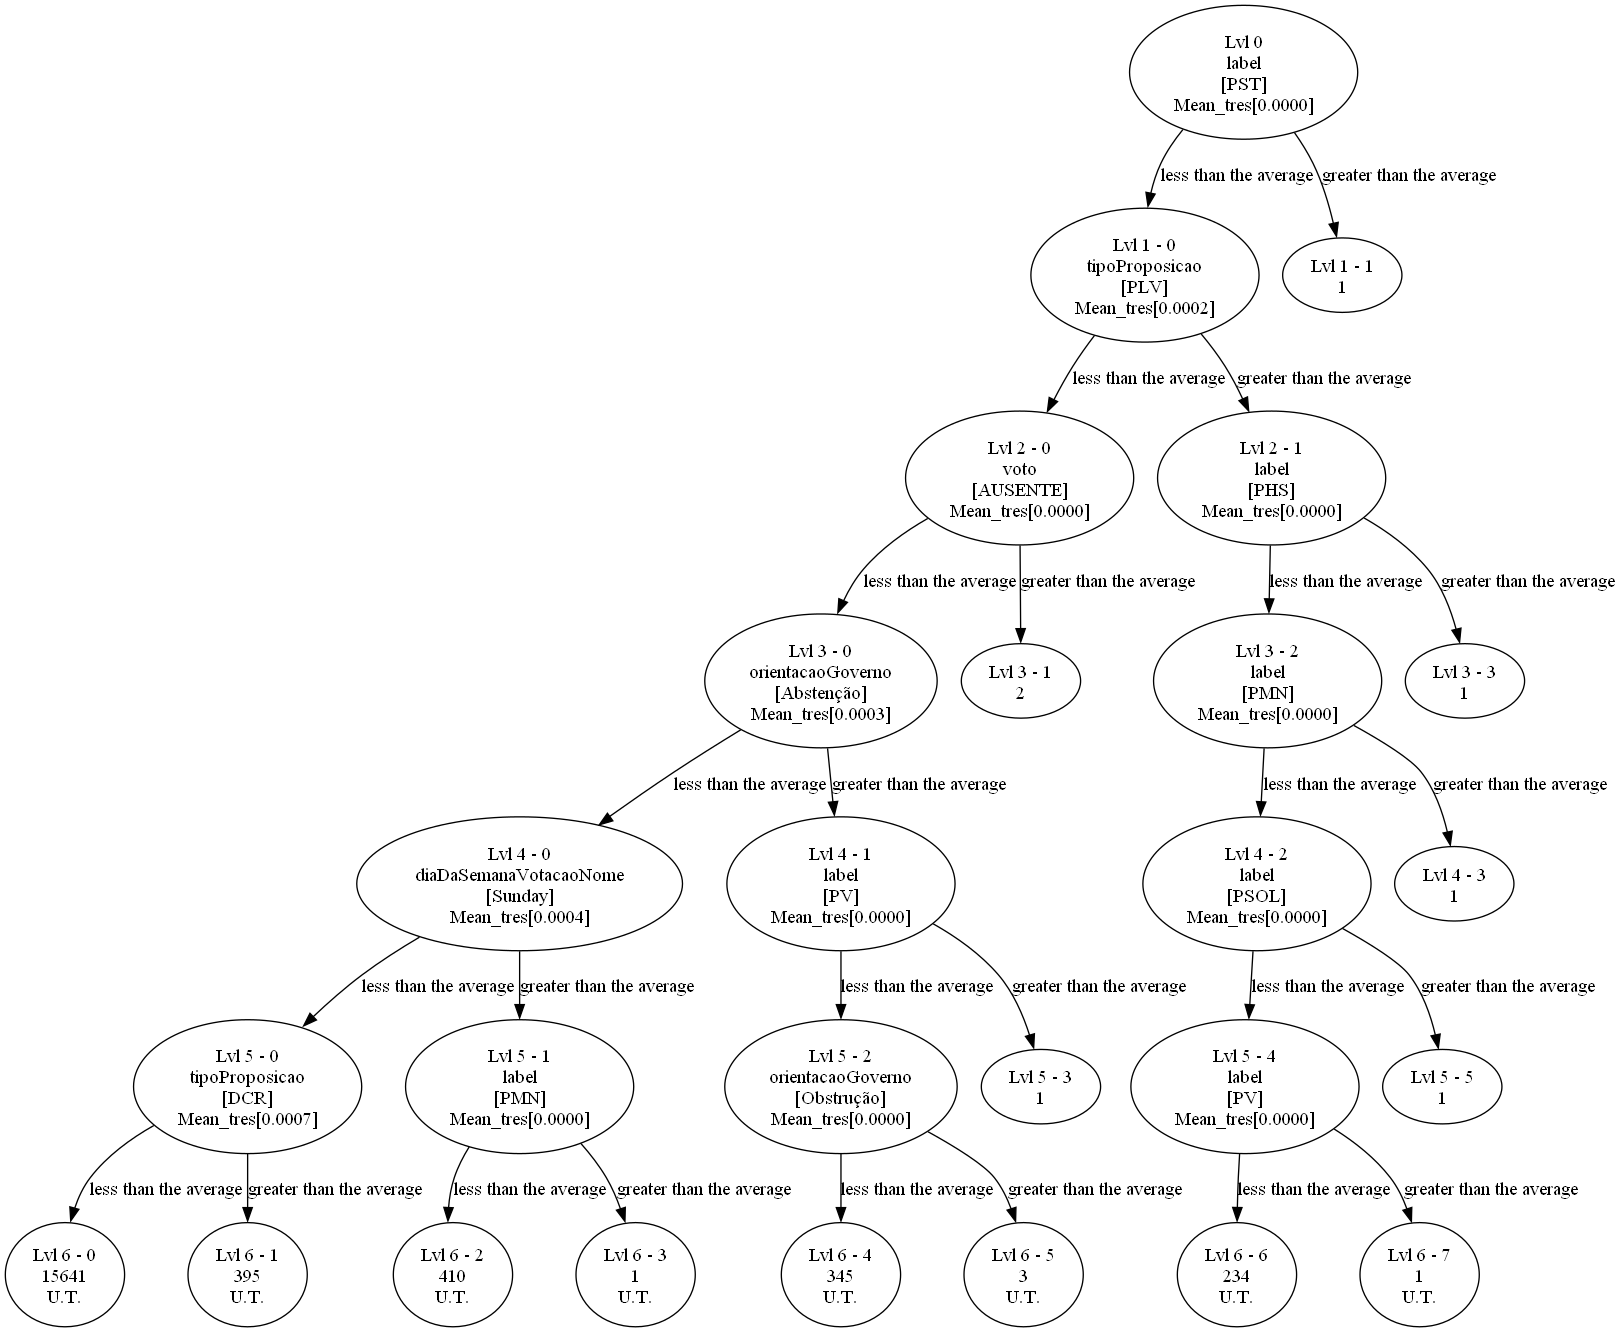 Lvl 0
label
[PST]
Mean_tres[0.0000]
less than the average
greater than the average
Lvl 1 - 0
tipoProposicao
[PLV]
Mean_tres[0.0002]
Lvl 1 - 1
1
less than the average
greater than the average
Lvl 2 - 0
voto
[AUSENTE]
Mean_tres[0.0000]
Lvl 2 - 1
label
[PHS]
Mean_tres[0.0000]
less than the average
greater than the average
less than the average
greater than the average
Lvl 3 - 0
orientacaoGoverno
[Abstenção]
Mean_tres[0.0003]
Lvl 3 - 1
2
Lvl 3 - 2
label
[PMN]
Mean_tres[0.0000]
Lvl 3 - 3
1
less than the average
greater than the average
less than the average
greater than the average
Lvl 4 - 0
diaDaSemanaVotacaoNome
[Sunday]
Mean_tres[0.0004]
Lvl 4 - 1
label
[PV]
Mean_tres[0.0000]
Lvl 4 - 2
label
[PSOL]
Mean_tres[0.0000]
Lvl 4 - 3
1
less than the average
greater than the average
less than the average
greater than the average
less than the average
greater than the average
Lvl 5 - 0
tipoProposicao
[DCR]
Mean_tres[0.0007]
Lvl 5 - 1
label
[PMN]
Mean_tres[0.0000]
Lvl 5 - 2
orientacaoGoverno
[Obstrução]
Mean_tres[0.0000]
Lvl 5 - 3
1
Lvl 5 - 4
label
[PV]
Mean_tres[0.0000]
Lvl 5 - 5
1
less than the average
greater than the average
less than the average
greater than the average
less than the average
greater than the average
less than the average
greater than the average
Lvl 6 - 0
15641
U.T.
Lvl 6 - 1
395
U.T.
Lvl 6 - 2
410
U.T.
Lvl 6 - 3
1
U.T.
Lvl 6 - 4
345
U.T.
Lvl 6 - 5
3
U.T.
Lvl 6 - 6
234
U.T.
Lvl 6 - 7
1
U.T.